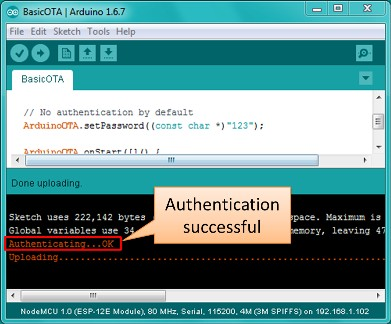 BasicOTA | Arduino 1.6.7
File Edit Sketch Tools Help
BasicOTA
// No authentication by default
ArduinoOTA.setPassword((const char *)"123");
ArduinoOTA.onStart([]() {
Done uploading.
Authentication
successful
Sketch uses 222,142 bytes space. Maximum is
Global variables use 34 memory, leaving 47
Authenticating...OK
Uploading...............................................
NodeMCU 1.0 (ESP-12E Module), 80 MHz, Serial, 115200, 4M (3M SPIFFS) on 192.168.1.102